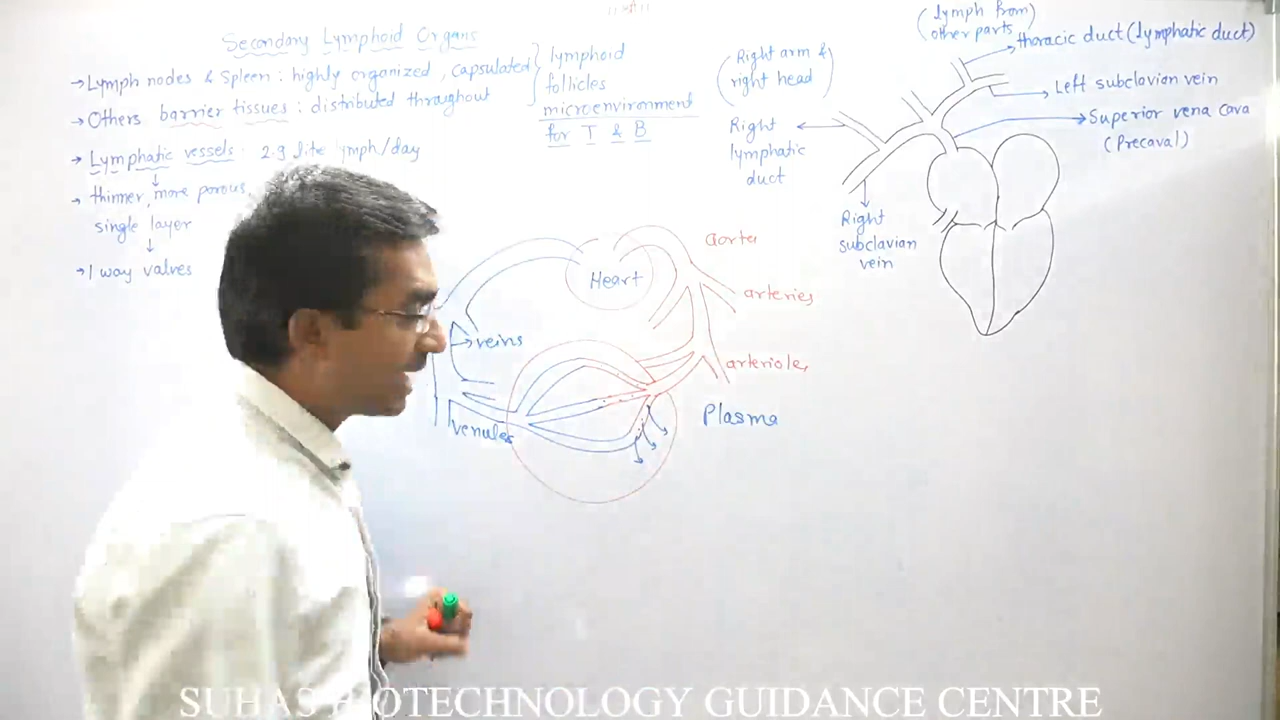 Secondary Lymphoid Organs
→ Lymph nodes & Spleen : highly organized, capsulated
→ Others barrier tissues : distributed throughout
lymphoid
follicles
microenvironment
for T & B
→ Lymphatic vessels : 2.9 lite lymph/day
→ thinner, more porous,
single layer
→ 1 way valves
(Right arm &
right head)
Right
lymphatic
duct
(lymph from)
other parts
thoracic duct (lymphatic duct)
Left subclavian vein
Superior vena cava
(Precaval)
Right
subclavian
vein
Heart
aorta
arteries
arterioles
veins
venules
Plasma
SUHAS BIOTECHNOLOGY GUIDANCE CENTRE